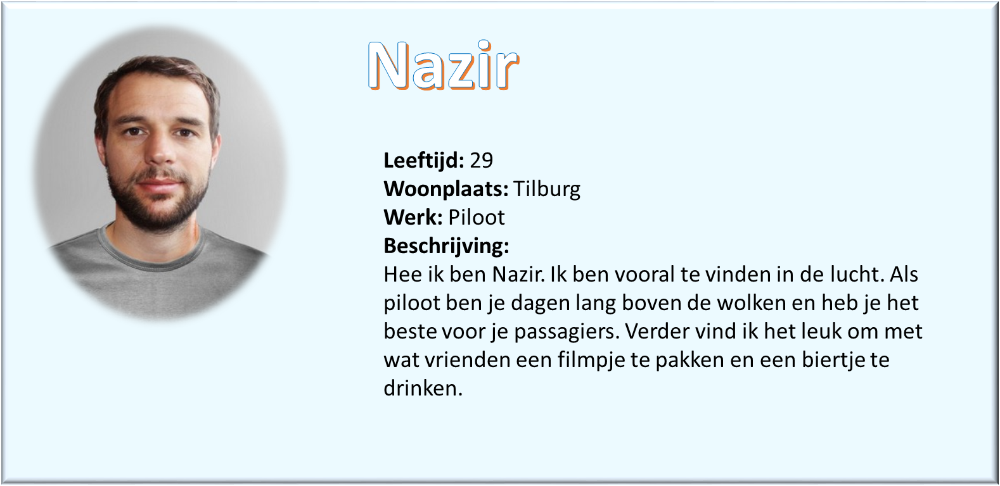 Nazir
Leeftijd: 29
Woonplaats: Tilburg
Werk: Piloot
Beschrijving:
Hee ik ben Nazir. Ik ben vooral te vinden in de lucht. Als
piloot ben je dagen lang boven de wolken en heb je het
beste voor je passagiers. Verder vind ik het leuk om met
wat vrienden een filmpje te pakken en een biertje te
drinken.